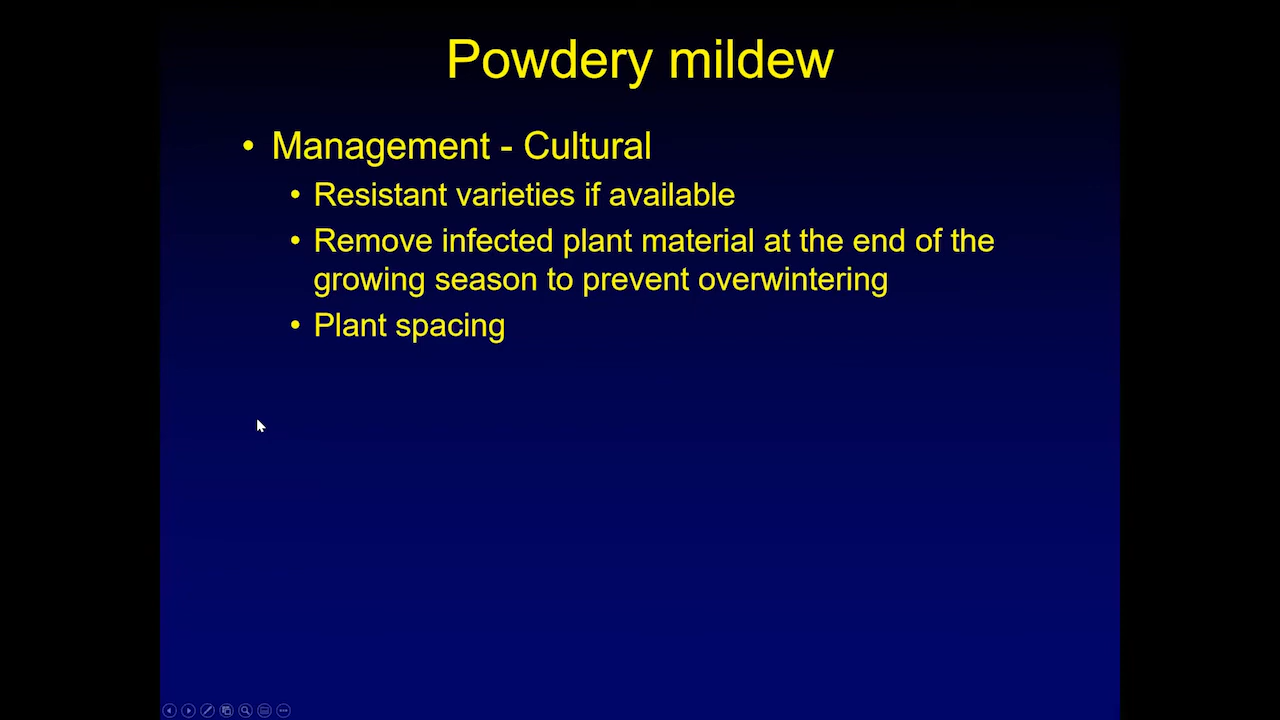 Powdery mildew
• Management - Cultural
• Resistant varieties if available
• Remove infected plant material at the end of the
growing season to prevent overwintering
• Plant spacing